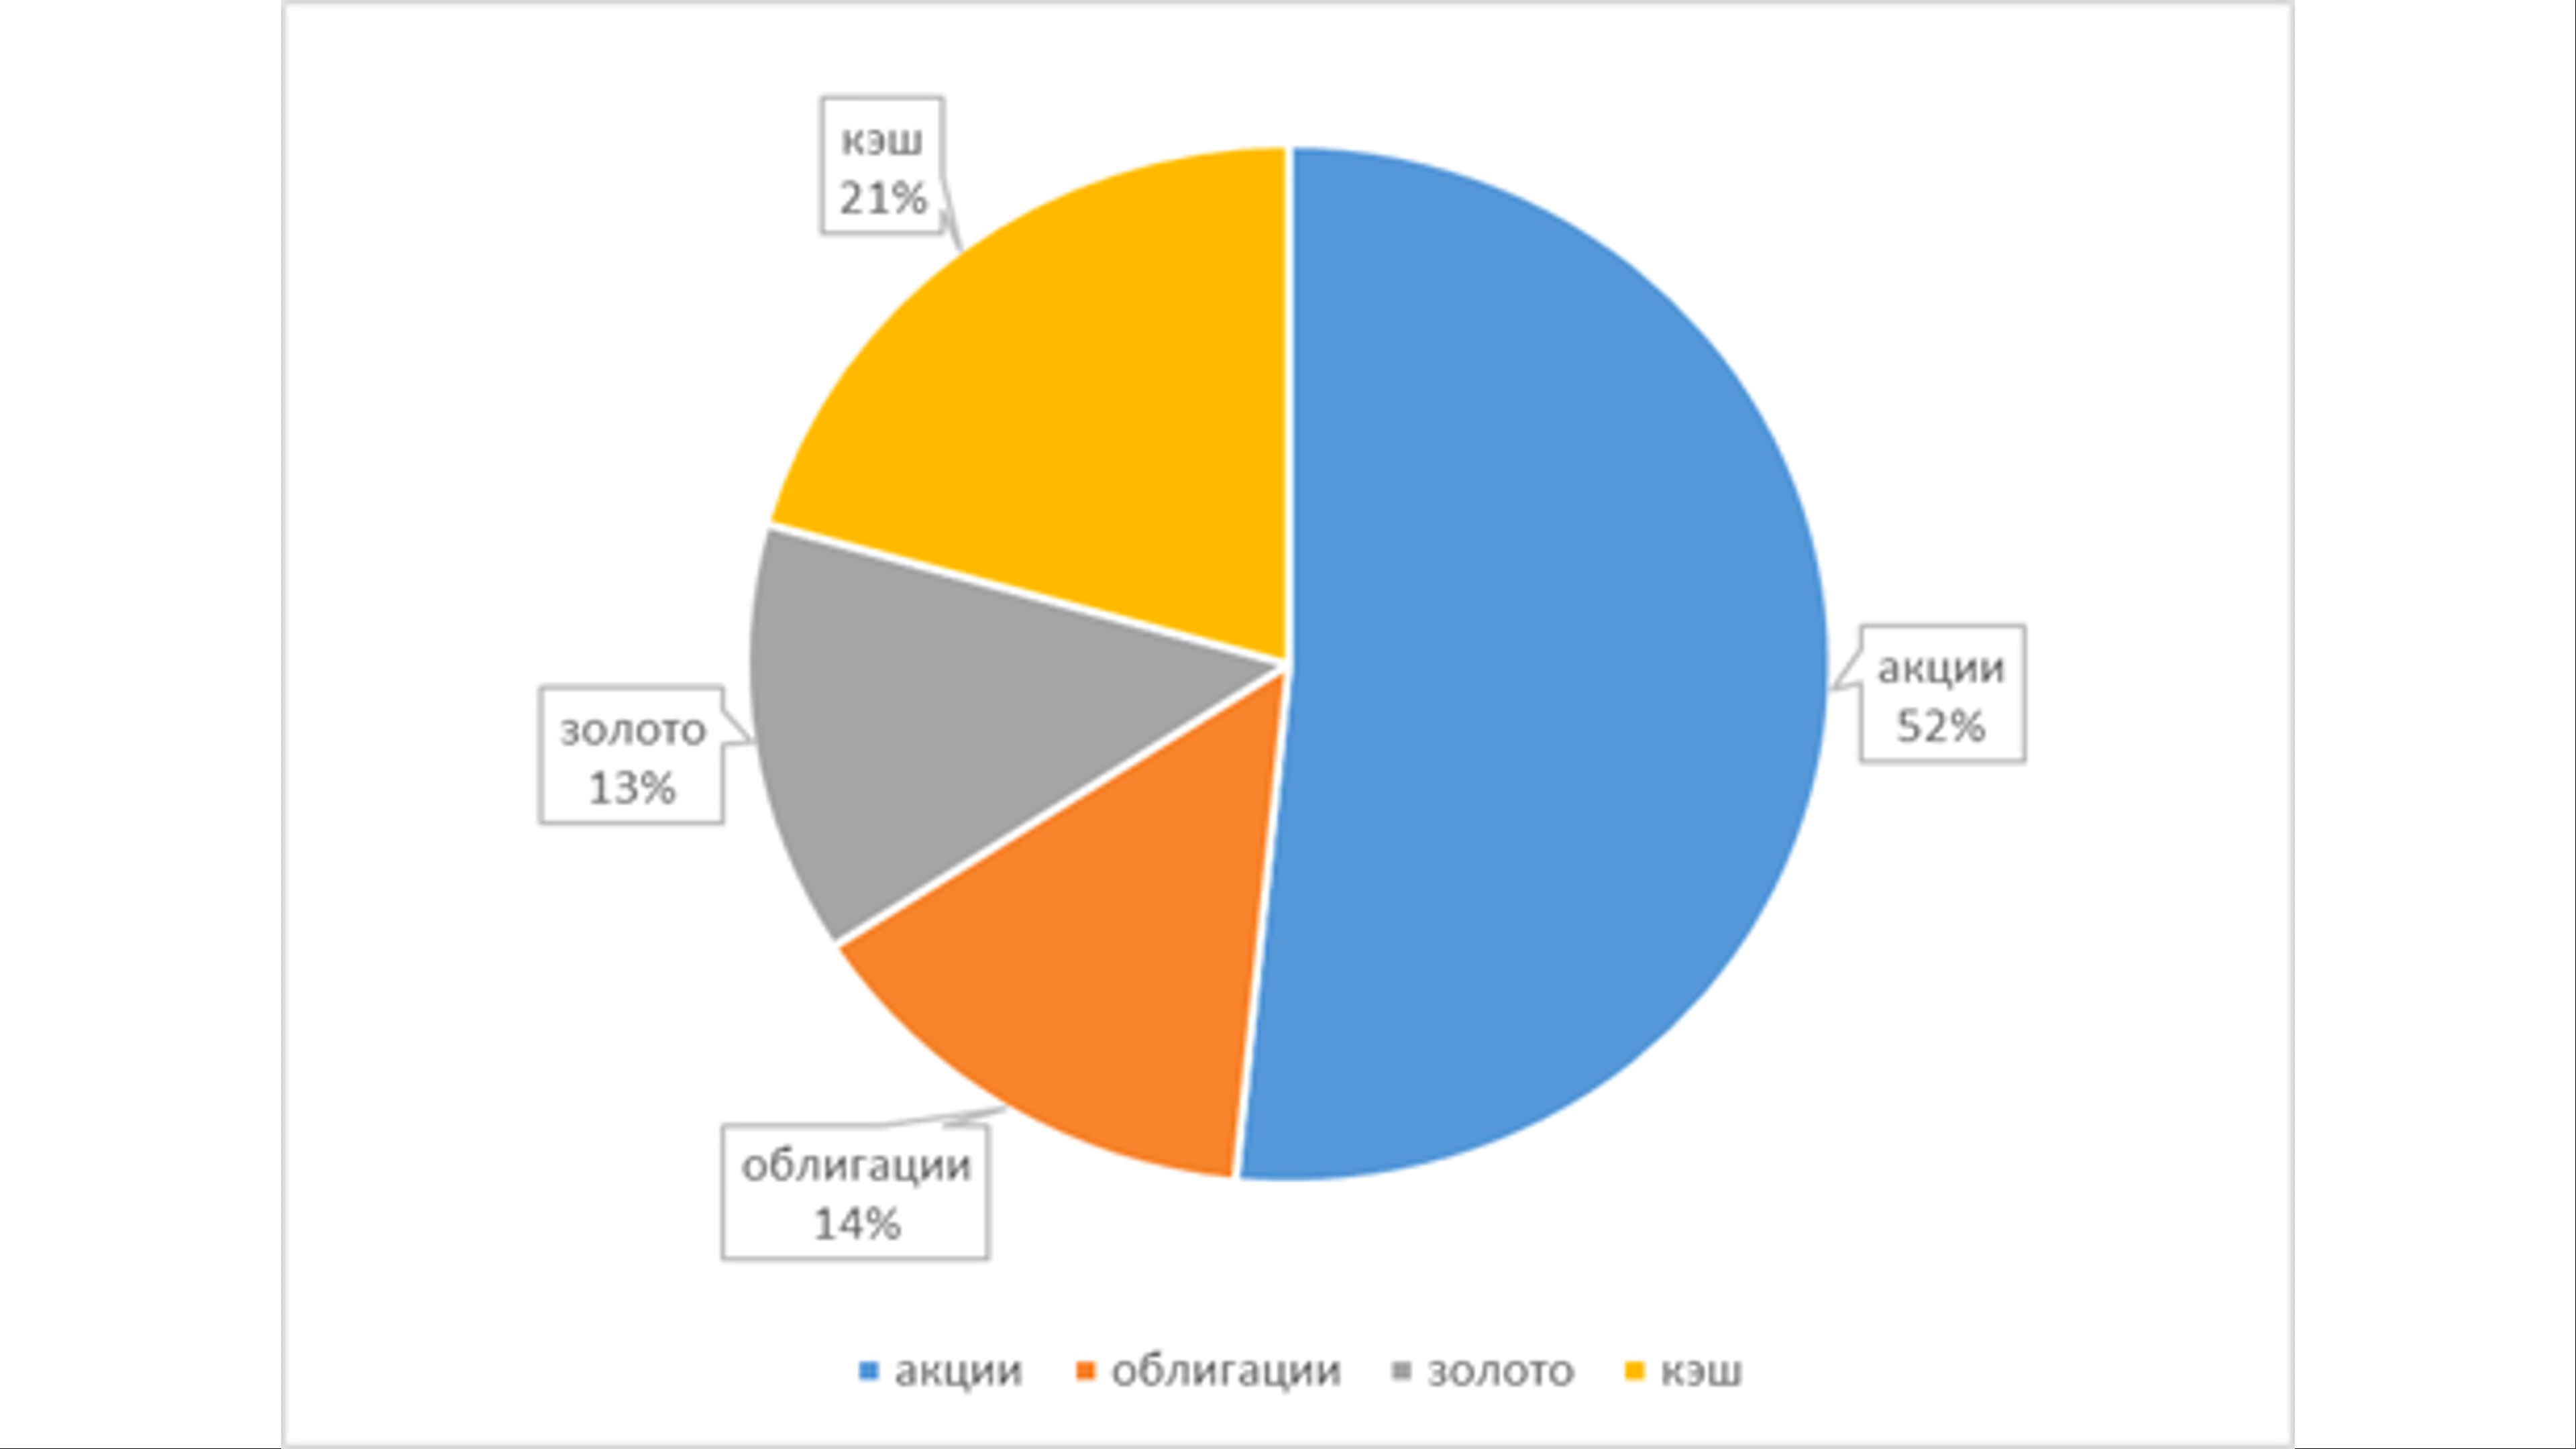 кэш
21%
акции
52%
золото
13%
облигации
14%
акции облигации золото кэш